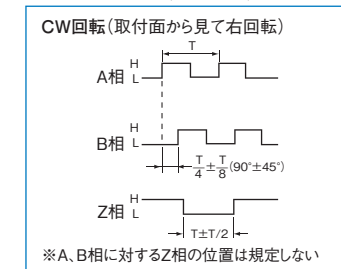 CW回転(取付面から見て右回転)
T
A相 H L
B相 H L
T/4 ± T/8 (90°±45°)
Z相 H L
T±T/2
※A、B相に対するZ相の位置は規定しない